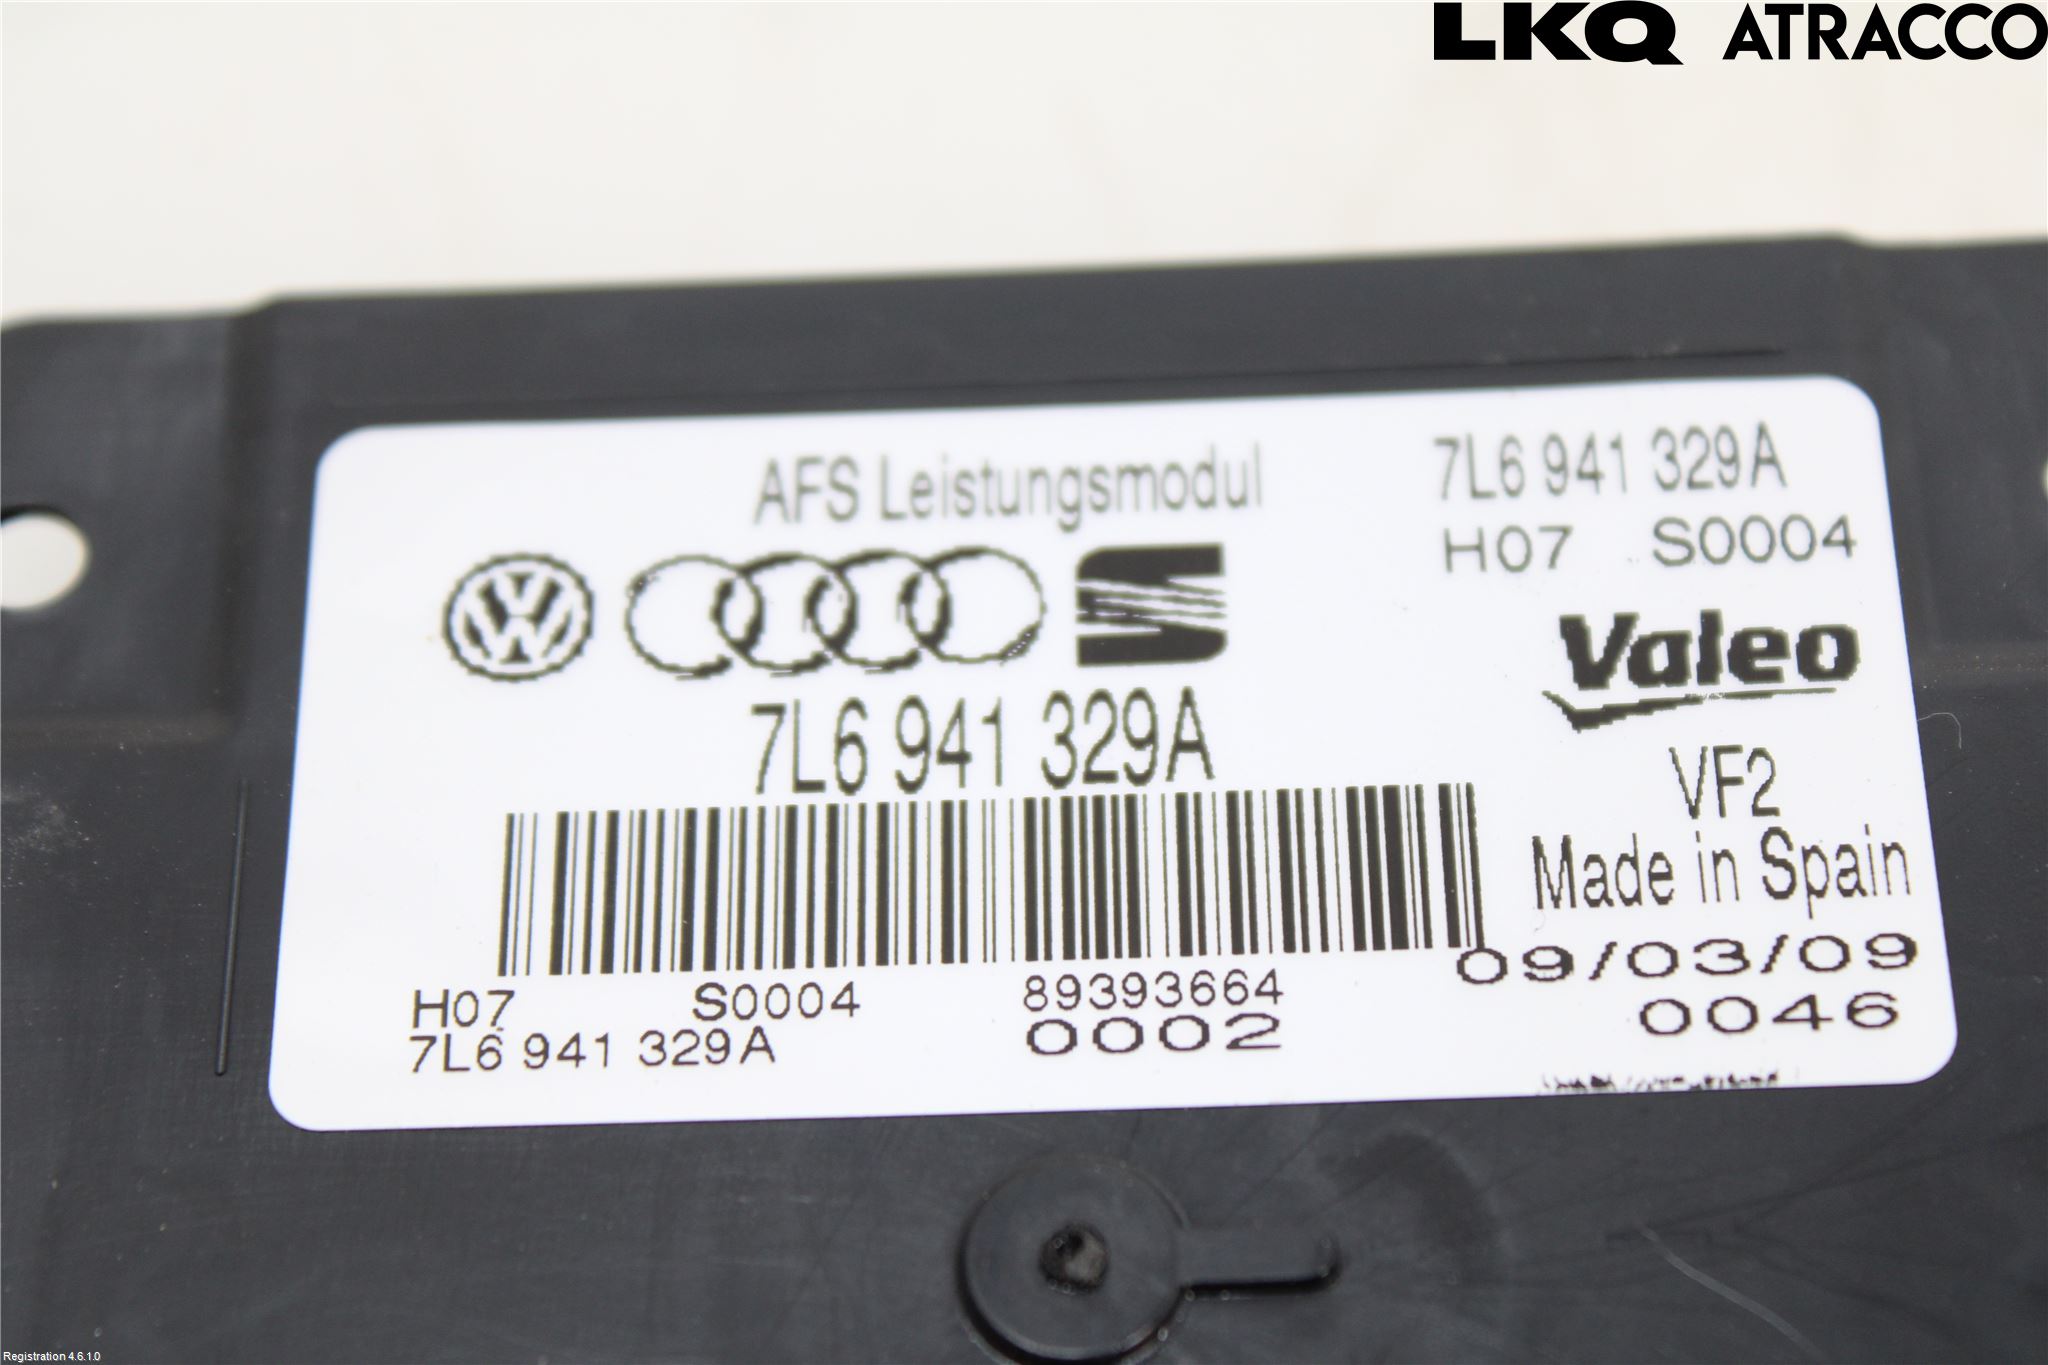 LKQ ATRACCO
AFS Leistungsmodul
7L6 941 329A
H07 S0004
Valeo
7L6 941 329A
VF2
Made in Spain
09/03/09
0046
H07 S0004 89393664
7L6 941 329A 0002
Registration 4.6.1.0